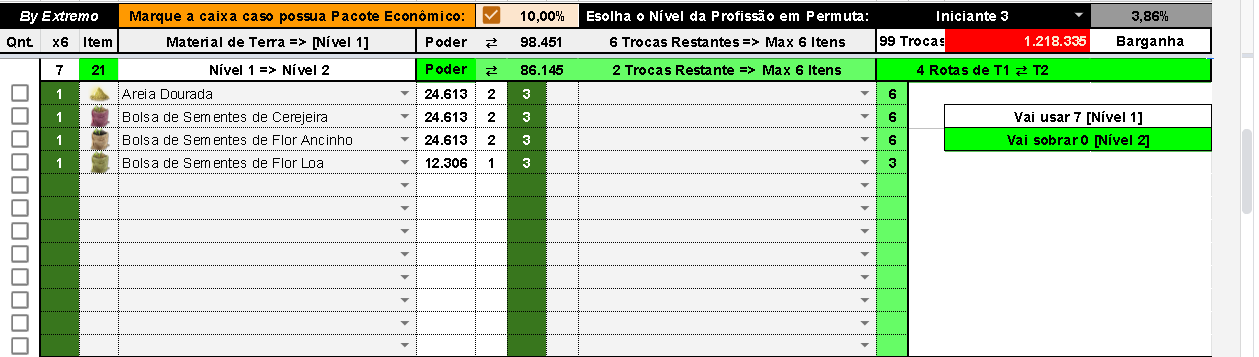 By Extremo Marque a caixa caso possua Pacote Econômico: 10,00% Esolha o Nível da Profissão em Permuta: Iniciante 3 3,86%
Qnt. x6 Item Material de Terra => [Nível 1] Poder ⇄ 98.451 6 Trocas Restantes => Max 6 Itens 99 Trocas 1.218.335 Barganha
7 21 Nível 1 => Nível 2 Poder ⇄ 86.145 2 Trocas Restante => Max 6 Itens 4 Rotas de T1 ⇄ T2
1 Areia Dourada 24.613 2 3 6
1 Bolsa de Sementes de Cerejeira 24.613 2 3 6 Vai usar 7 [Nível 1]
1 Bolsa de Sementes de Flor Ancinho 24.613 2 3 6 Vai sobrar 0 [Nível 2]
1 Bolsa de Sementes de Flor Loa 12.306 1 3 3